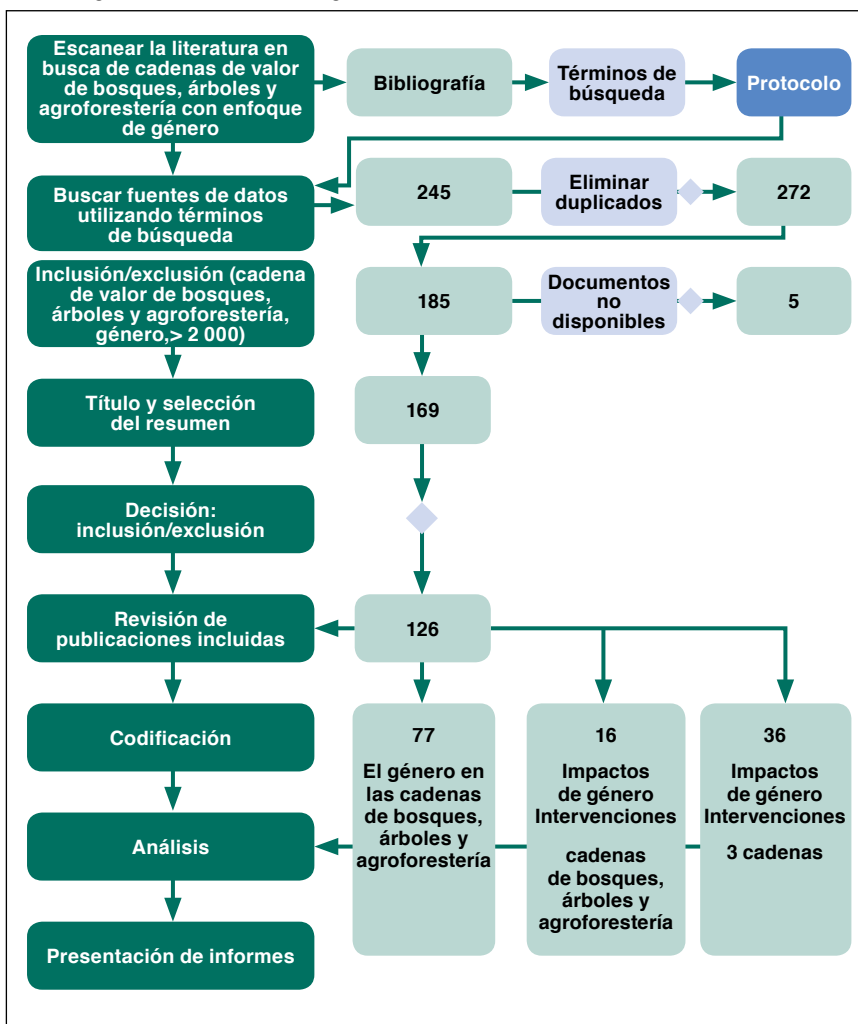 Escanear la literatura en
busca de cadenas de valor
de bosques, árboles y
agroforestería con enfoque
de género
Bibliografía
Términos de
búsqueda
Protocolo
Buscar fuentes de datos
utilizando términos
de búsqueda
245
Eliminar
duplicados
272
Inclusión/exclusión (cadena
de valor de bosques,
árboles y agroforestería,
género,> 2 000)
185
Documentos
no
disponibles
5
Título y selección
del resumen
169
Decisión:
inclusión/exclusión
Revisión de
publicaciones incluidas
126
Codificación
77
El género en
las cadenas
de bosques,
árboles y
agroforestería
16
Impactos
de género
Intervenciones
cadenas
de bosques,
árboles y
agroforestería
36
Impactos
de género
Intervenciones
3 cadenas
Análisis
Presentación de informes